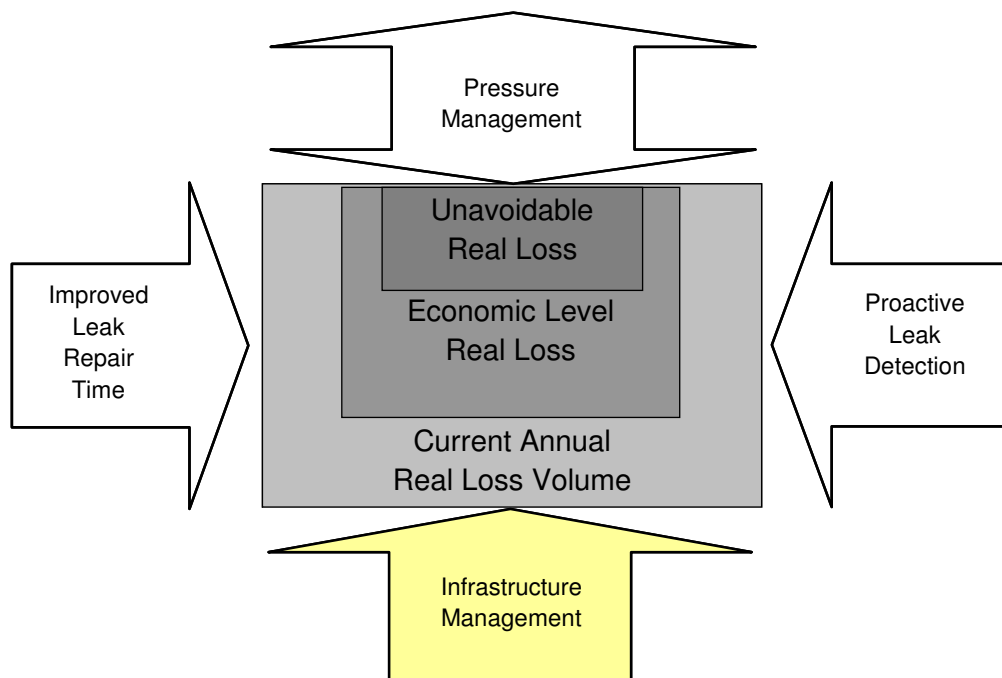 Pressure
Management
Unavoidable
Real Loss
Economic Level
Real Loss
Current Annual
Real Loss Volume
Improved
Leak
Repair
Time
Proactive
Leak
Detection
Infrastructure
Management